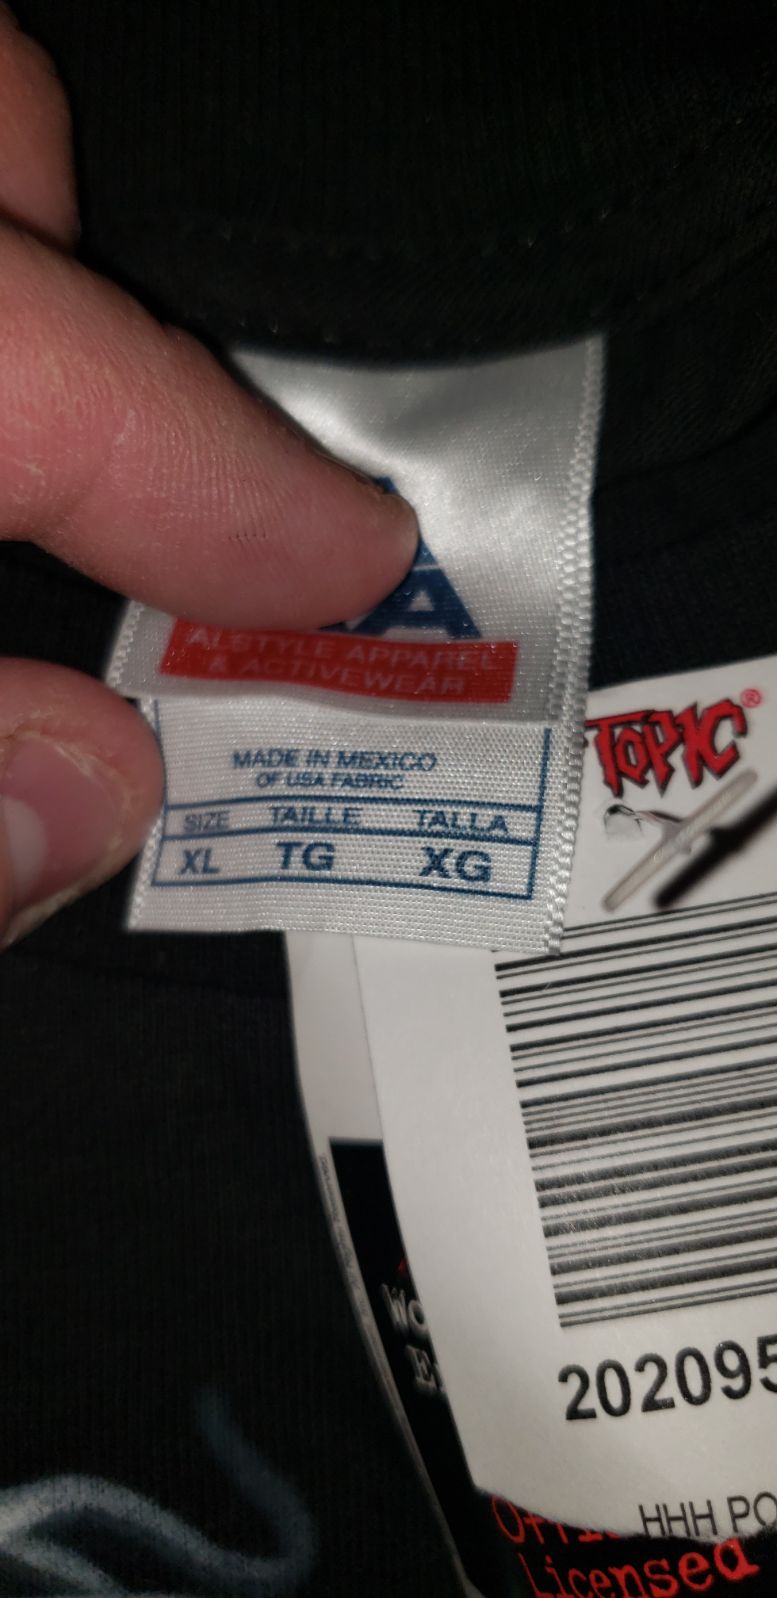 A
ALSTYLE APPAREL
& ACTIVEWEAR
MADE IN MEXICO
OF USA FABRIC
SIZE TAILLE TALLA
XL TG XG
TOPIC®
202095
HHH PO
Licensed